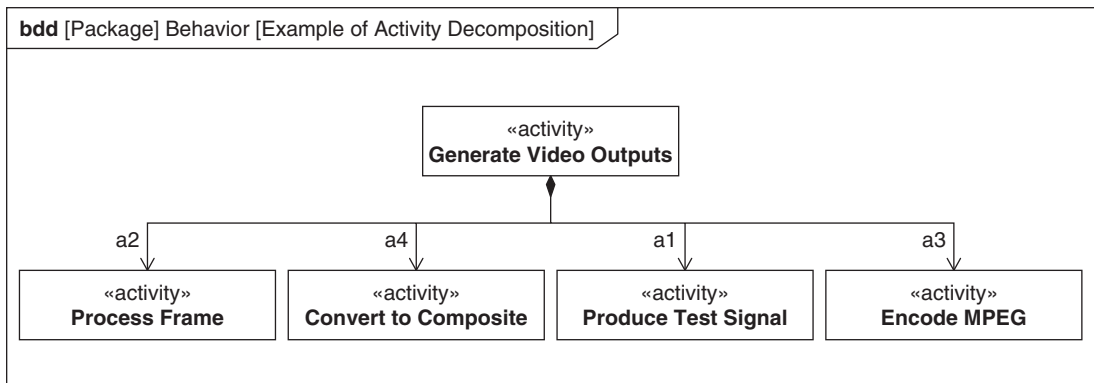 bdd [Package] Behavior [Example of Activity Decomposition]
«activity»
Generate Video Outputs
a2
a4
a1
a3
«activity»
Process Frame
«activity»
Convert to Composite
«activity»
Produce Test Signal
«activity»
Encode MPEG